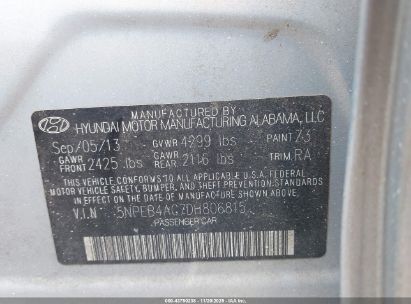 MANUFACTURED BY
HYUNDAI MOTOR MANUFACTURING ALABAMA, LLC
Sep/05/13 GVWR 4299 lbs PAINT Z3
GAWR FRONT 2425 lbs GAWR REAR 2116 lbs TRIM RA
THIS VEHICLE CONFORMS TO ALL APPLICABLE U.S.A FEDERAL
MOTOR VEHICLE SAFETY, BUMPER, AND THEFT PREVENTION STANDARDS
IN EFFECT ON THE DATE OF MANUFACTURE SHOWN ABOVE.
V.I.N 5NPEB4AC7DH806815
PASSENGER CAR